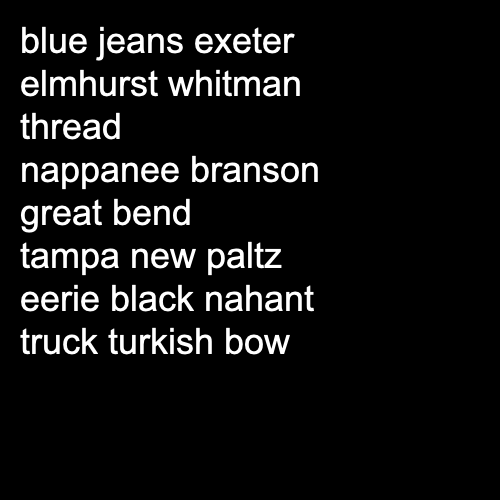 blue jeans exeter
elmhurst whitman
thread
nappanee branson
great bend
tampa new paltz
eerie black nahant
truck turkish bow